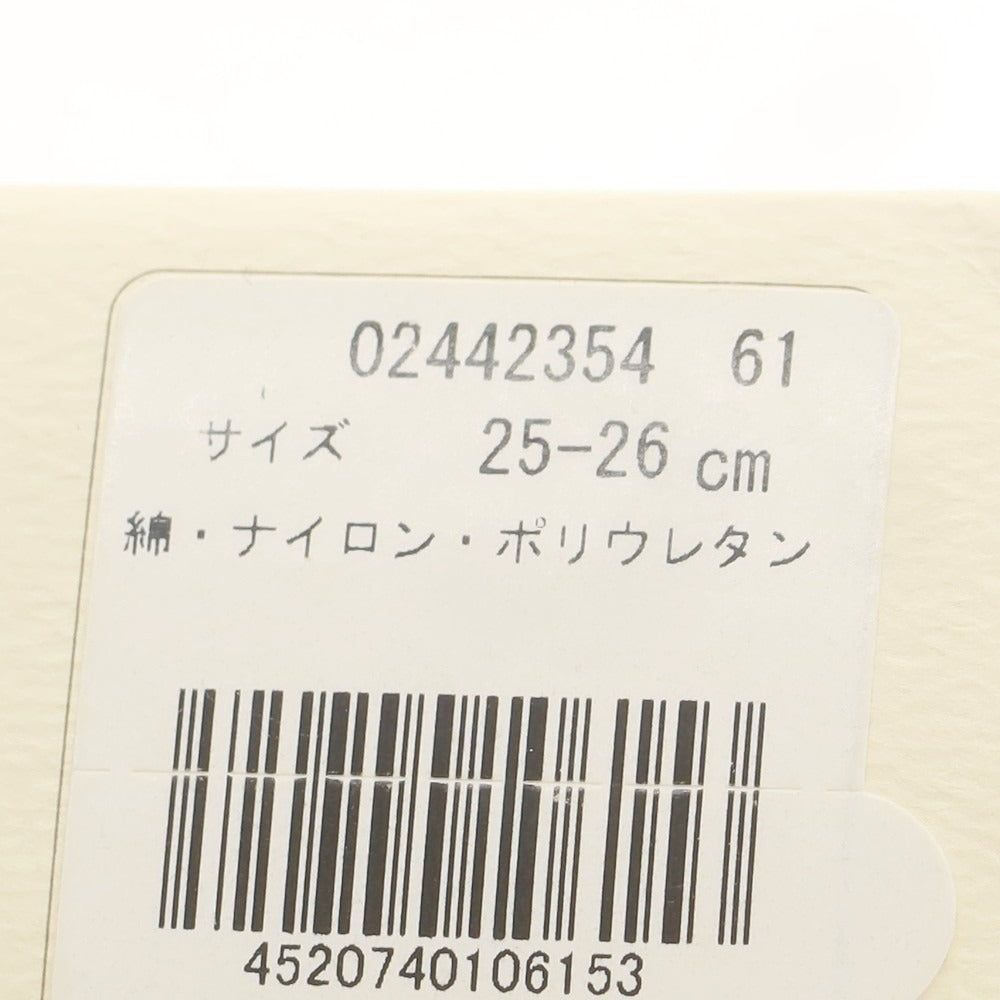 02442354 61
サイズ 25-26 cm
綿・ナイロン・ポリウレタン
4520740106153